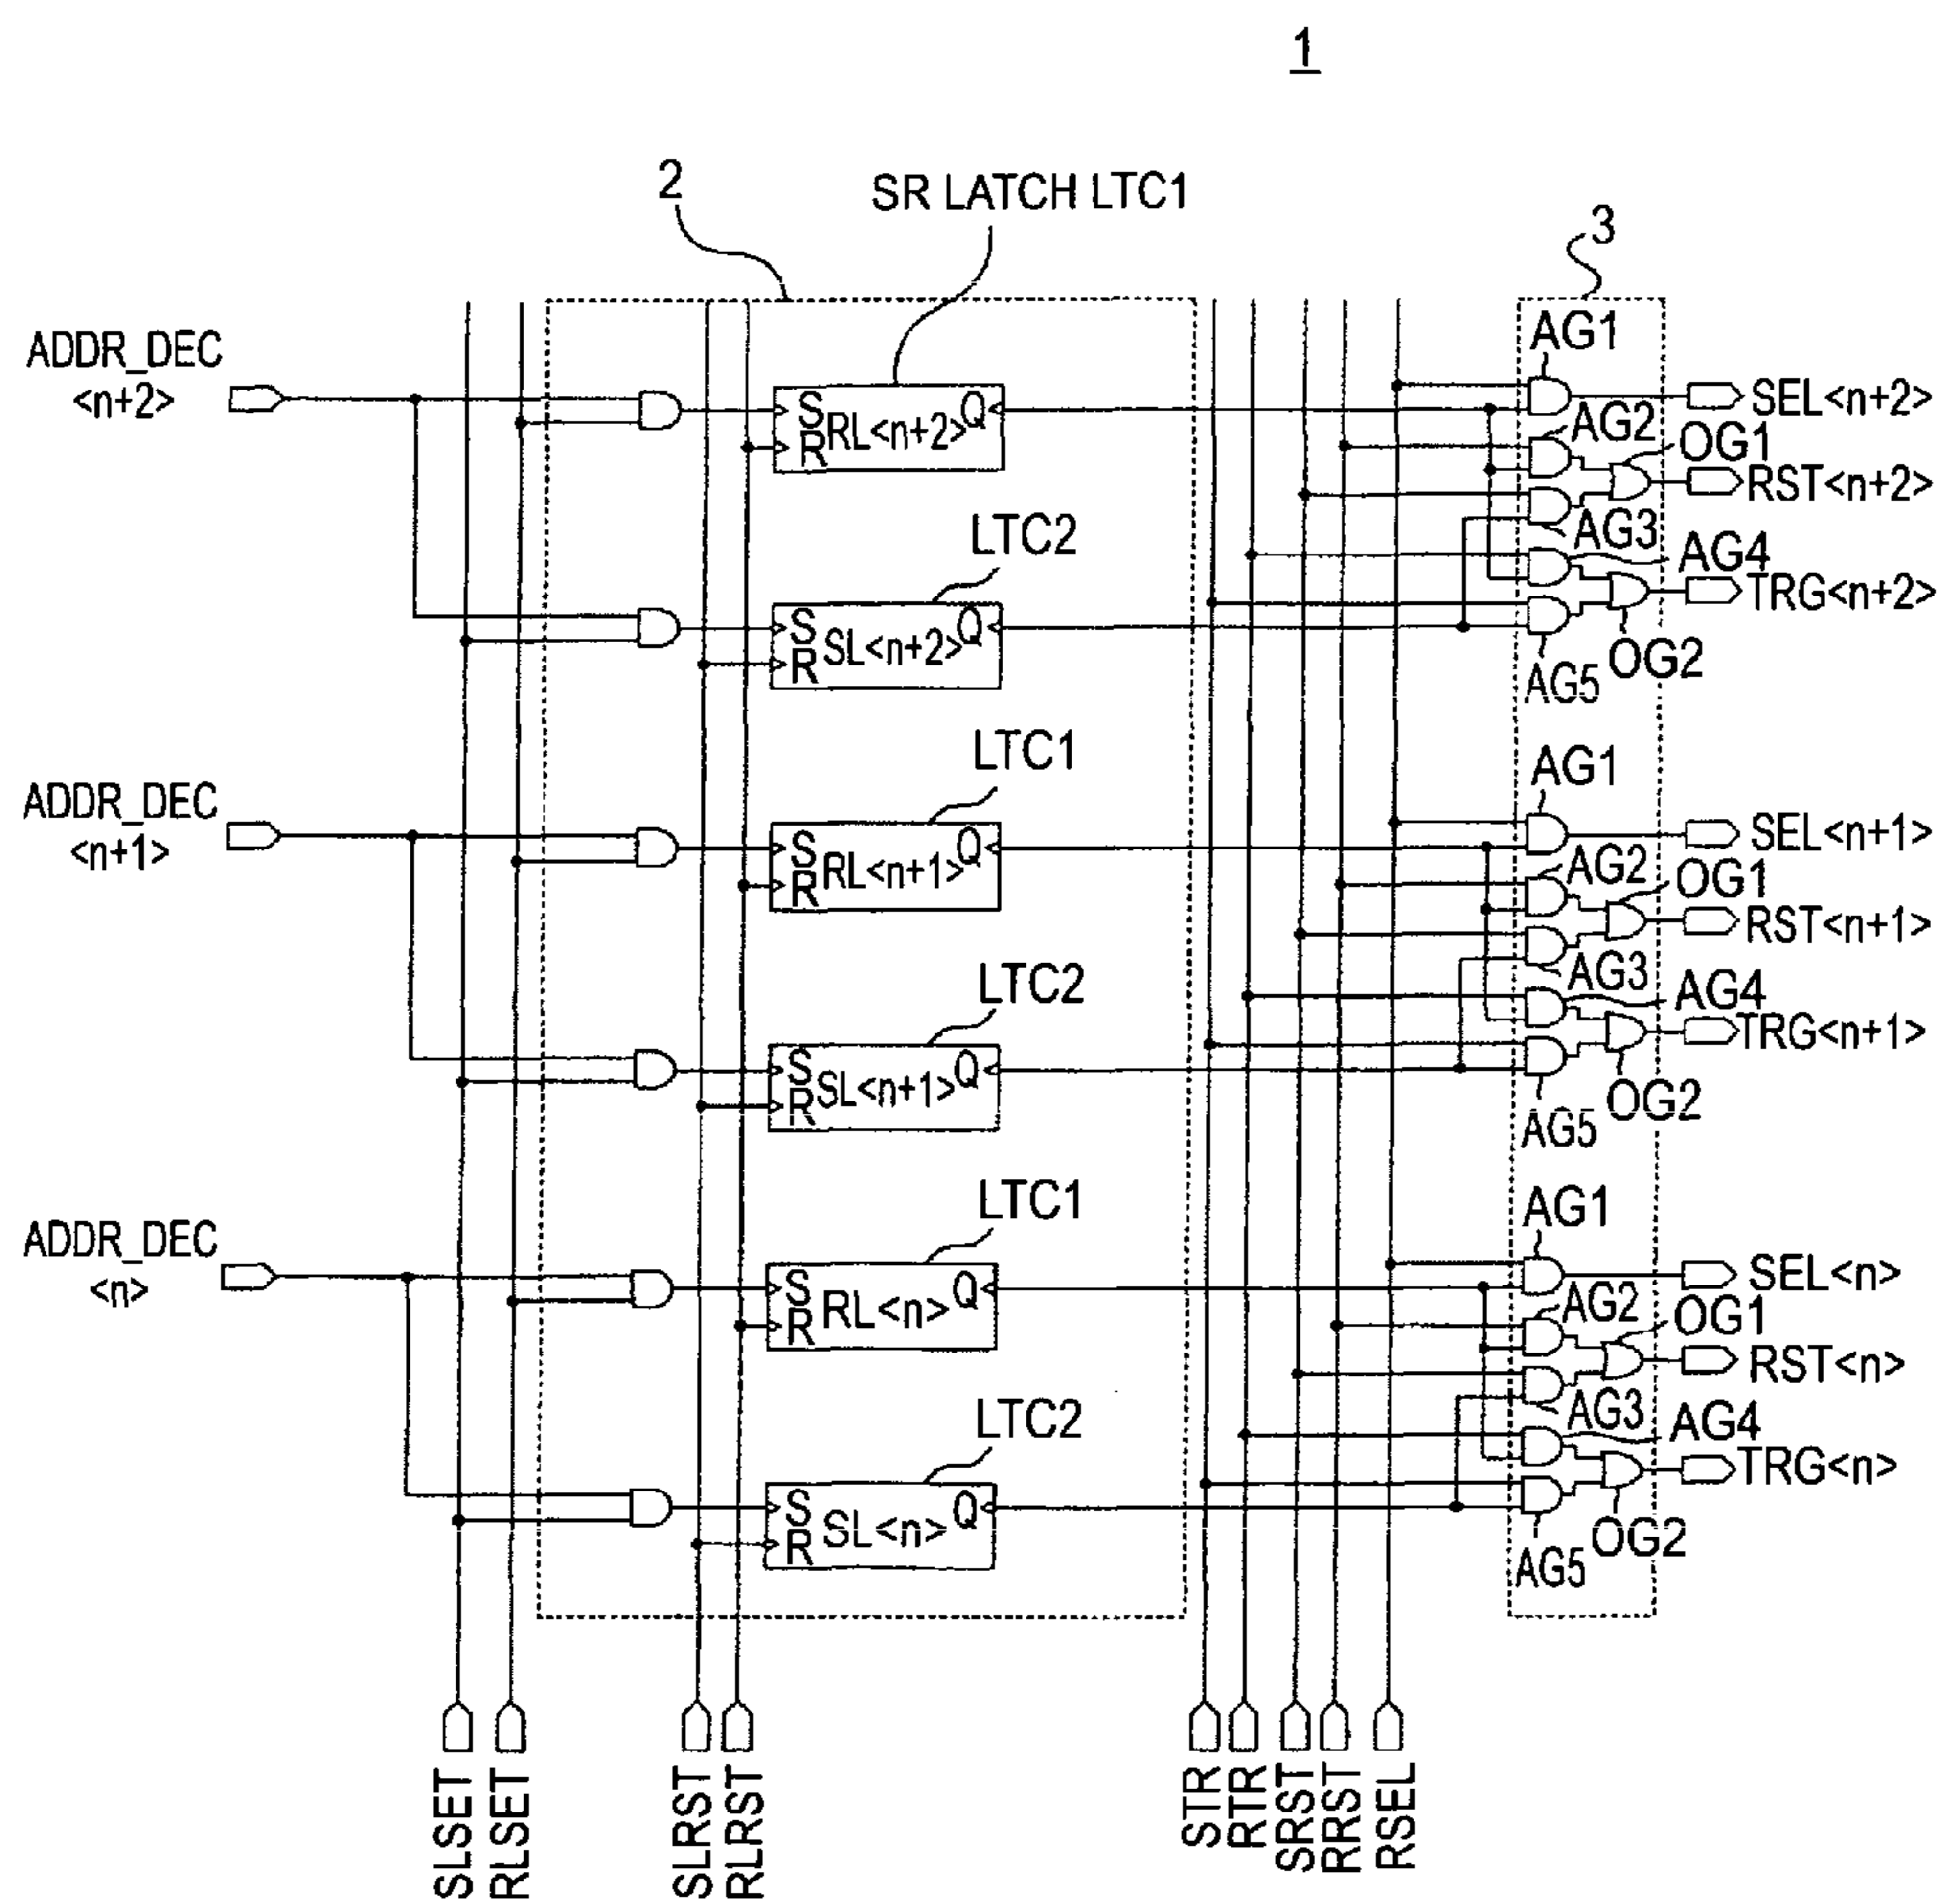 1
2
SR LATCH LTC1
3
ADDR_DEC
<n+2>
S
RL<n+2>
Q
R
AG1
SEL<n+2>
AG2
OG1
RST<n+2>
AG3
LTC2
AG4
S
SL<n+2>
Q
R
TRG<n+2>
OG2
AG5
ADDR_DEC
<n+1>
LTC1
S
RL<n+1>
Q
R
AG1
SEL<n+1>
AG2
OG1
RST<n+1>
AG3
LTC2
AG4
S
SL<n+1>
Q
R
TRG<n+1>
OG2
AG5
ADDR_DEC
<n>
LTC1
S
RL<n>
Q
R
AG1
SEL<n>
AG2
OG1
RST<n>
AG3
LTC2
AG4
S
SL<n>
Q
R
TRG<n>
OG2
AG5
SLSET
RLSET
SLRST
RLRST
STR
RTR
SRST
RRST
RSEL